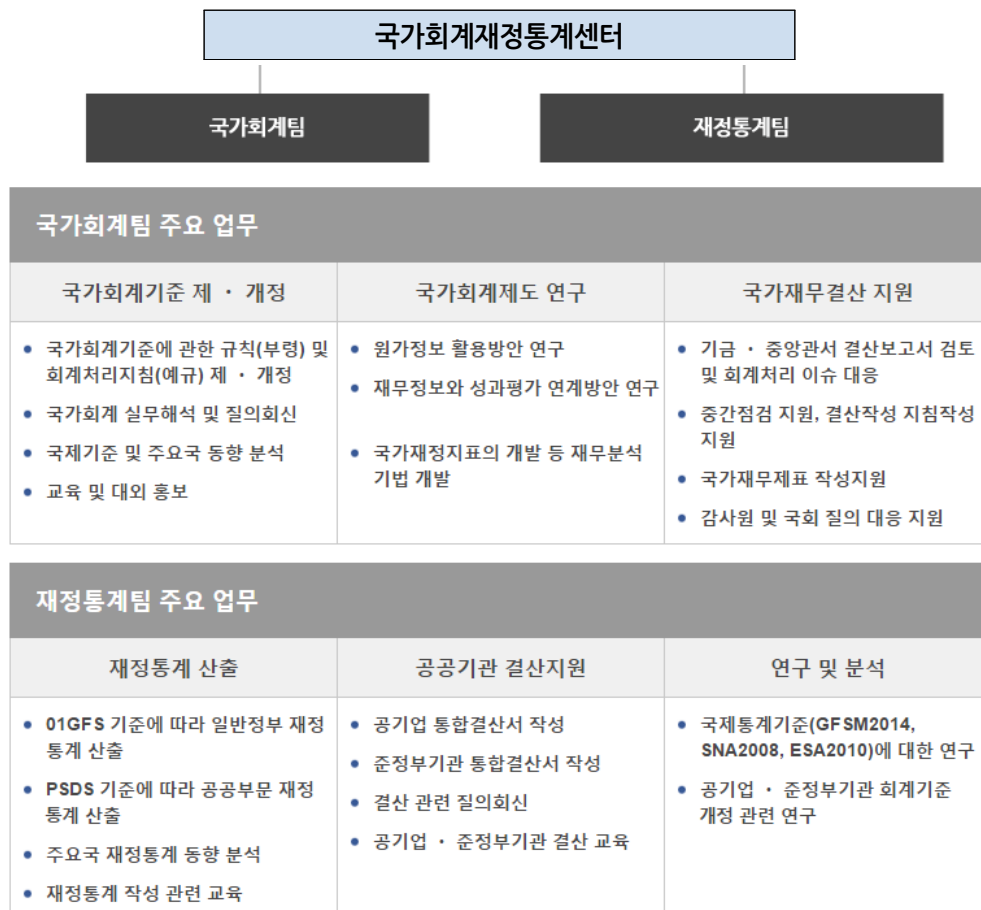 국가회계재정통계센터
국가회계팀
재정통계팀
국가회계팀 주요 업무
국가회계기준 제 · 개정
국가회계제도 연구
국가재무결산 지원
• 국가회계기준에 관한 규칙(부령) 및
회계처리지침(예규) 제 · 개정
• 국가회계 실무해석 및 질의회신
• 국제기준 및 주요국 동향 분석
• 교육 및 대외 홍보
• 원가정보 활용방안 연구
• 재무정보와 성과평가 연계방안 연구
• 국가재정지표의 개발 등 재무분석
기법 개발
• 기금 · 중앙관서 결산보고서 검토
및 회계처리 이슈 대응
• 중간점검 지원, 결산작성 지침작성
지원
• 국가재무제표 작성지원
• 감사원 및 국회 질의 대응 지원
재정통계팀 주요 업무
재정통계 산출
공공기관 결산지원
연구 및 분석
• 01GFS 기준에 따라 일반정부 재정
통계 산출
• PSDS 기준에 따라 공공부문 재정
통계 산출
• 주요국 재정통계 동향 분석
• 재정통계 작성 관련 교육
• 공기업 통합결산서 작성
• 준정부기관 통합결산서 작성
• 결산 관련 질의회신
• 공기업 · 준정부기관 결산 교육
• 국제통계기준(GFSM2014,
SNA2008, ESA2010)에 대한 연구
• 공기업 · 준정부기관 회계기준
개정 관련 연구